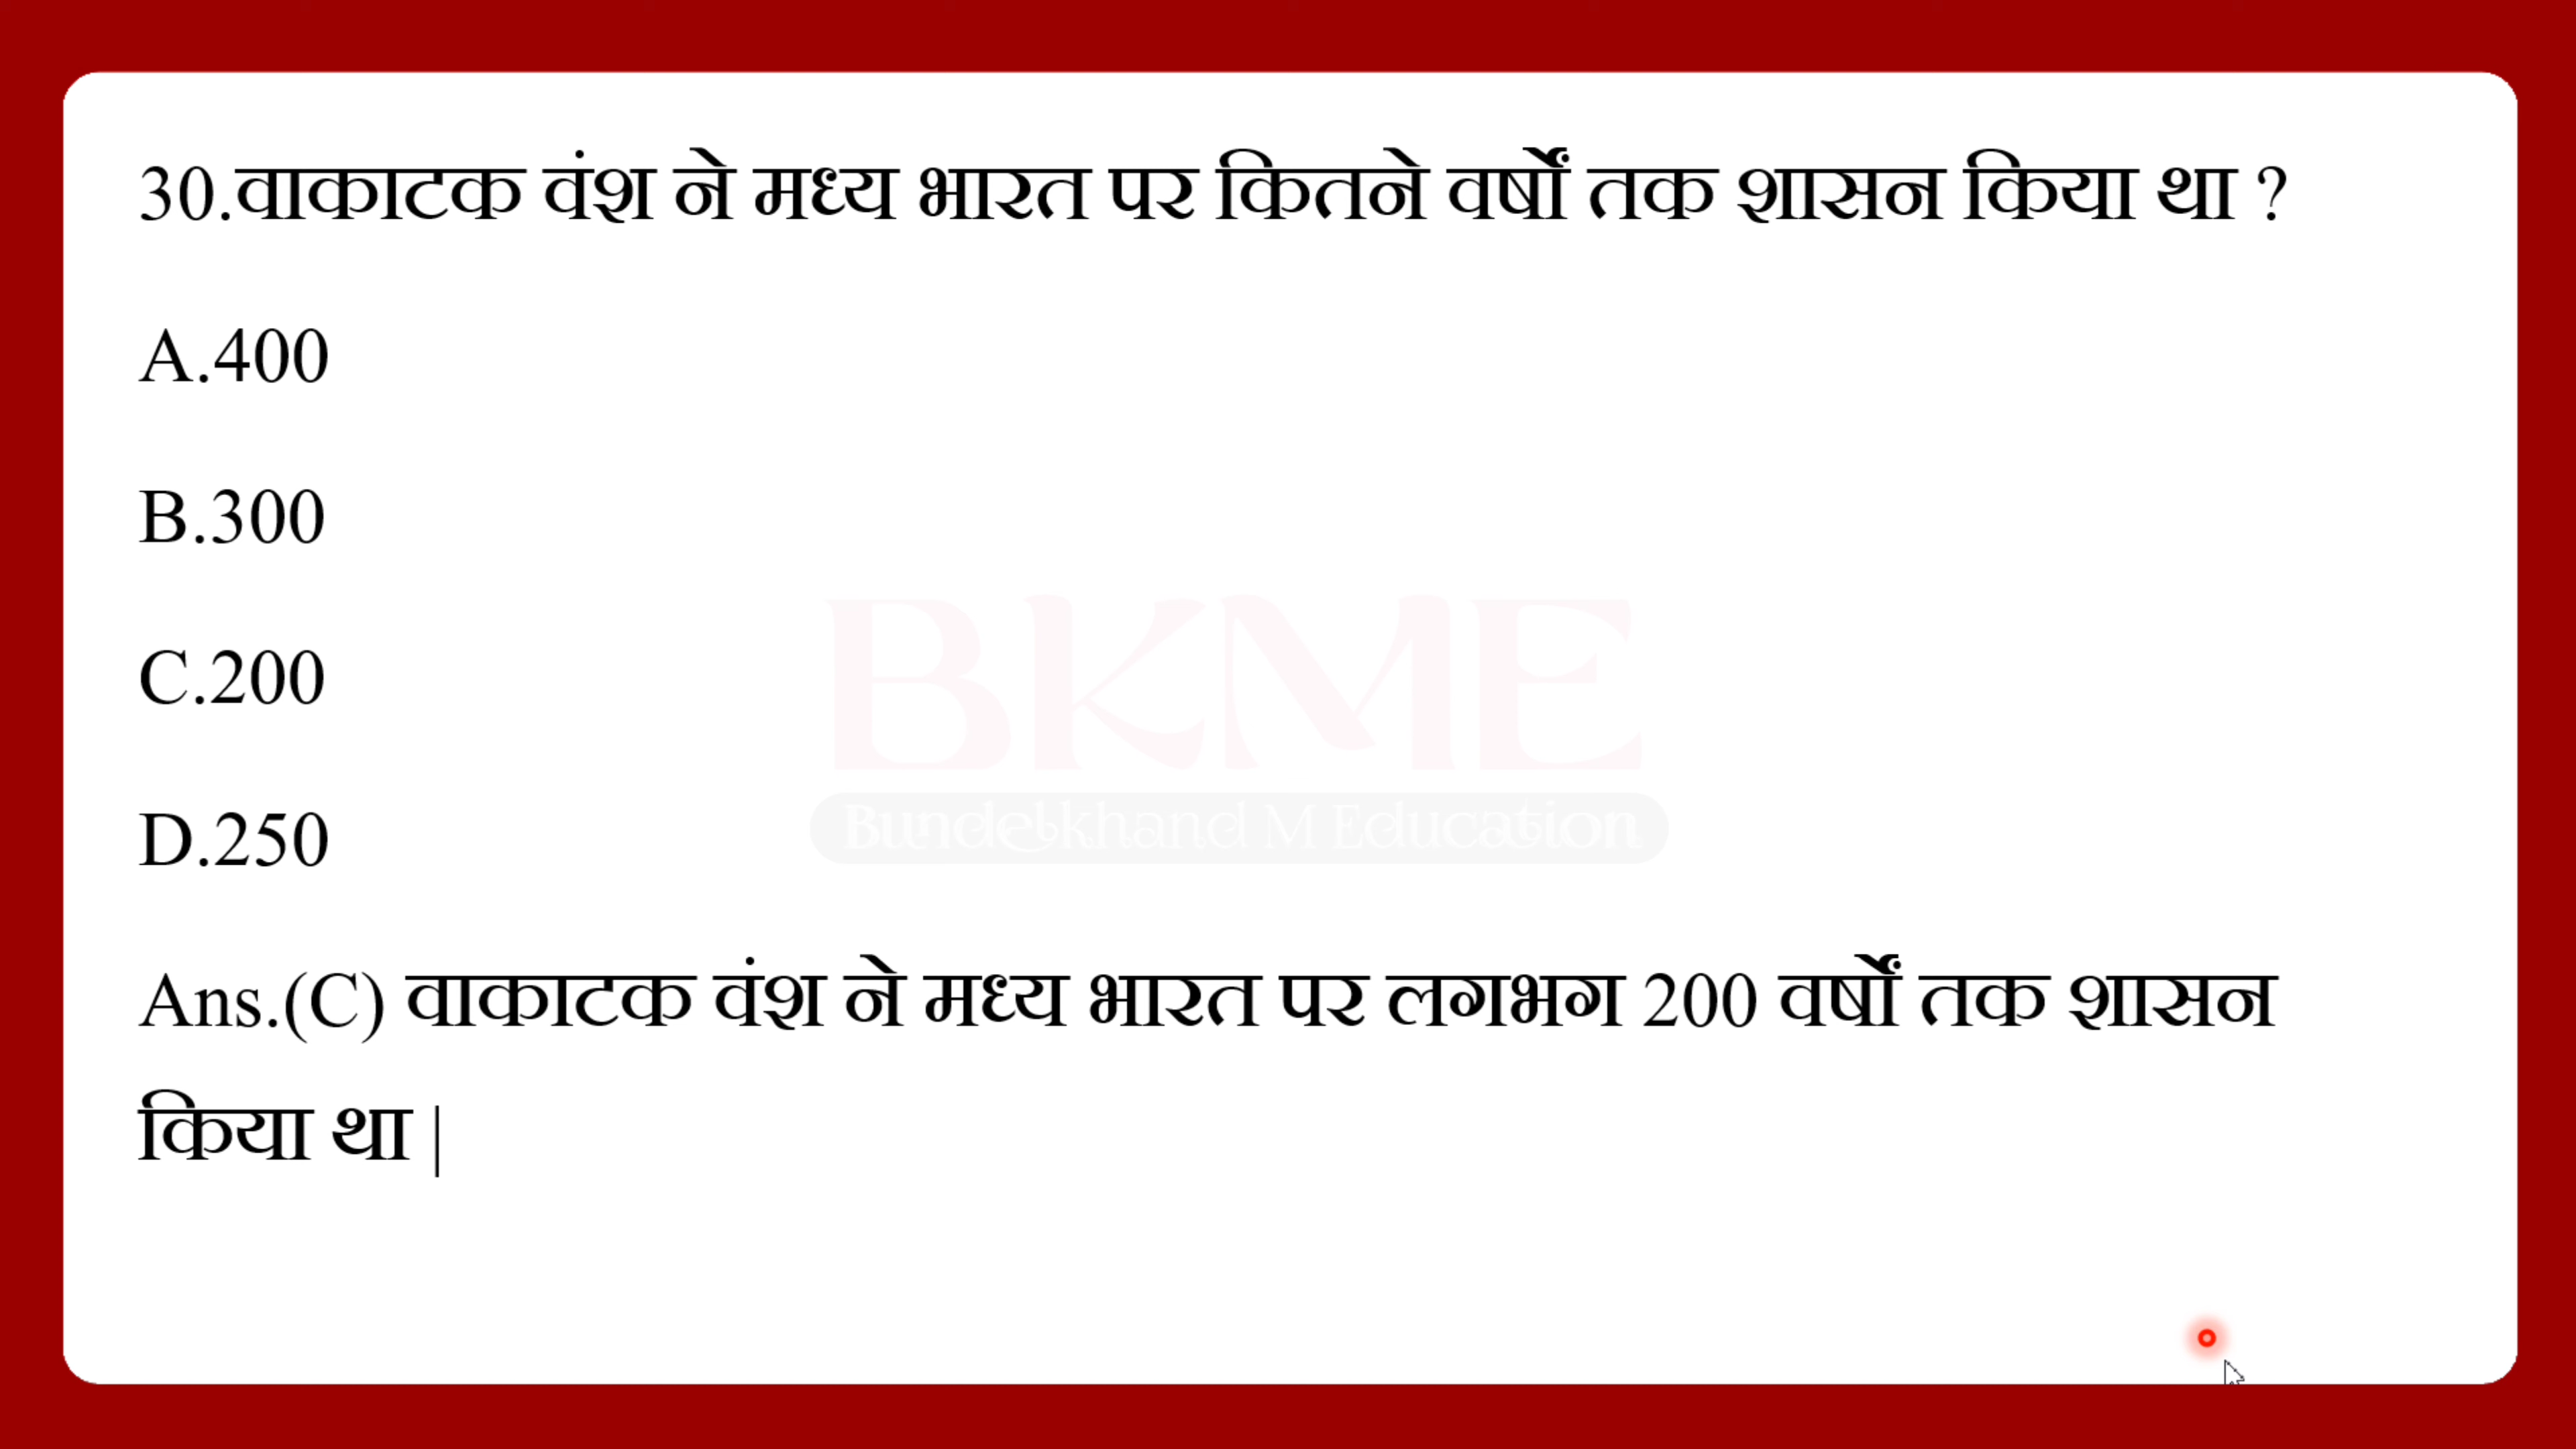 30.वाकाटक वंश ने मध्य भारत पर कितने वर्षों तक शासन किया था ?
A.400
B.300
C.200
BKME
Bundelkhand M Education
D.250
Ans.(C) वाकाटक वंश ने मध्य भारत पर लगभग 200 वर्षों तक शासन
किया था |